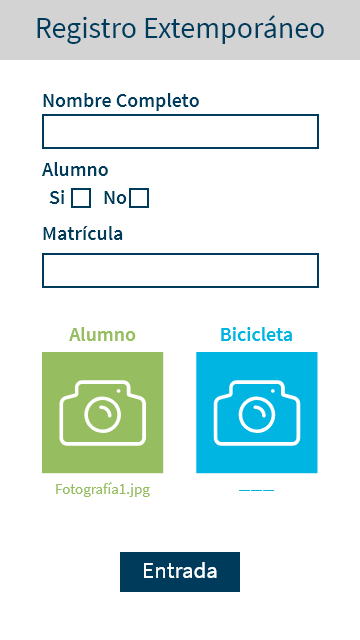 Registro Extemporáneo
Nombre Completo
Alumno
Si No
Matrícula
Alumno Bicicleta
Fotografía1.jpg ———
Entrada